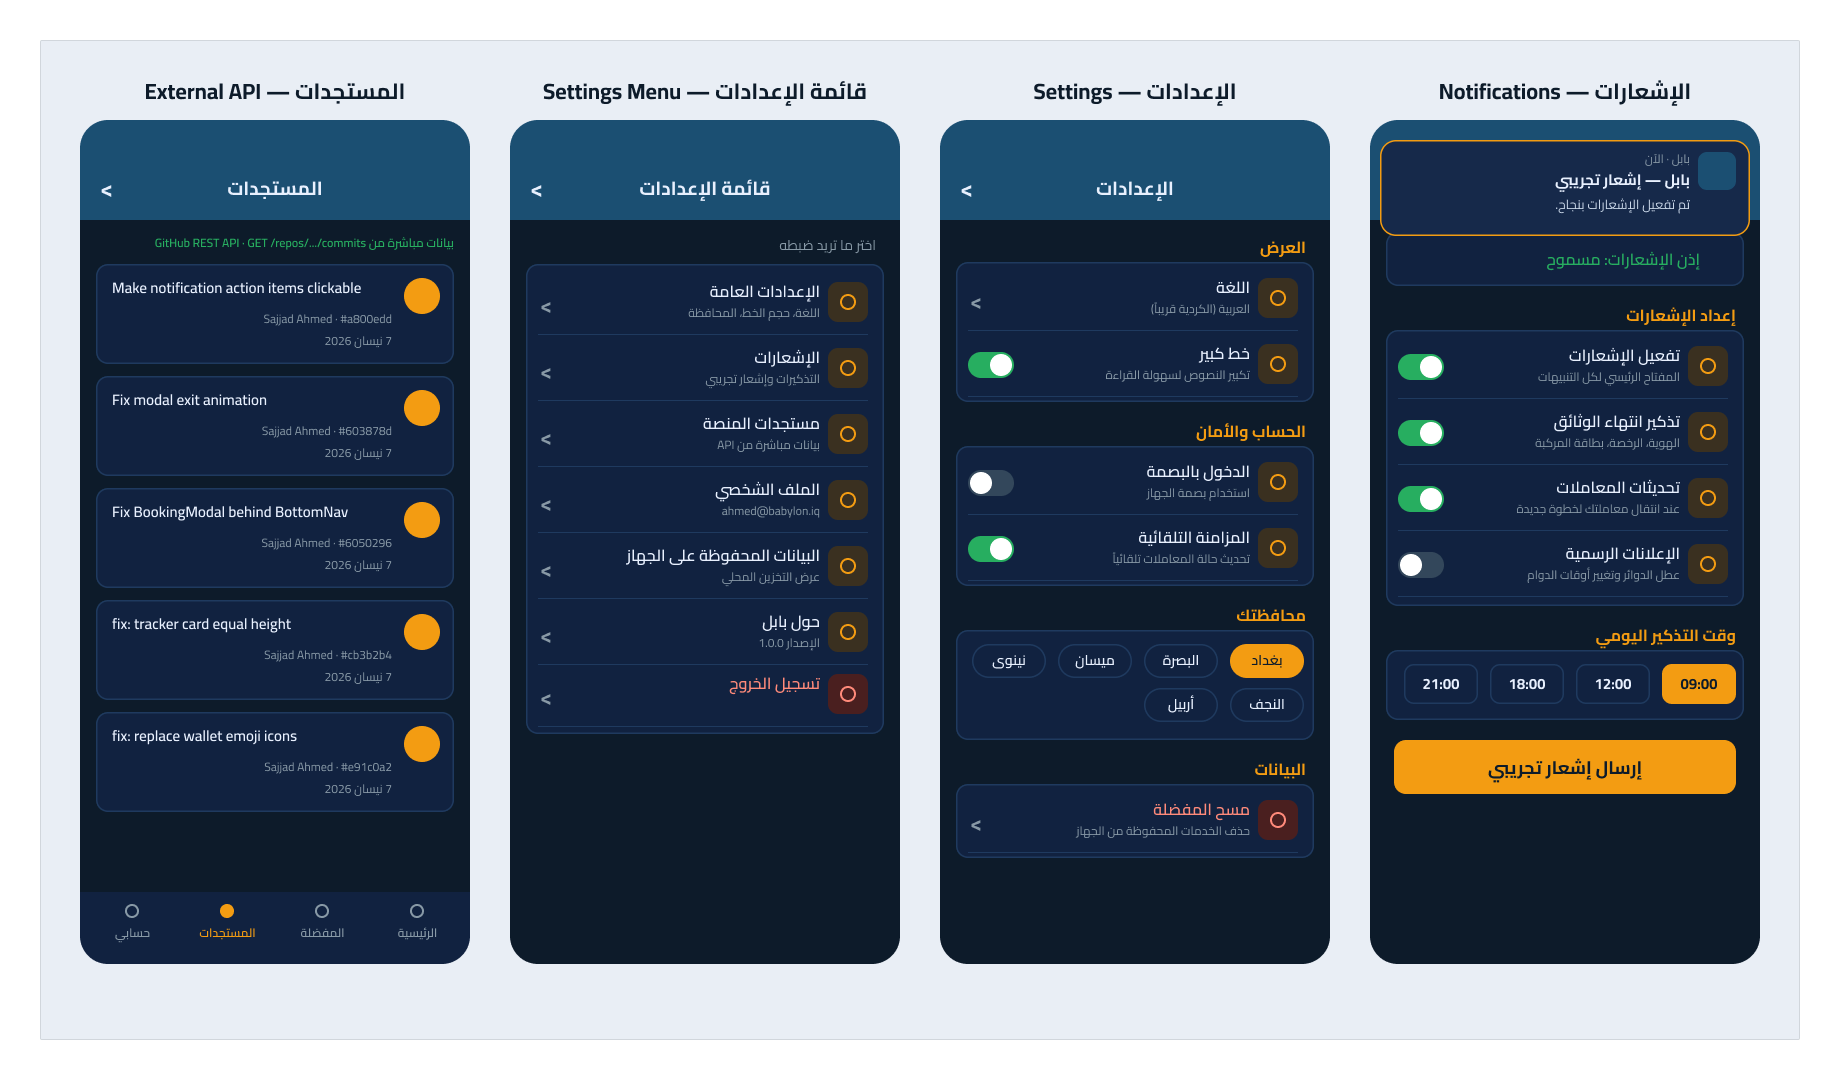 External API — المستجدات
المستجدات
<
بيانات مباشرة من GitHub REST API · GET /repos/.../commits
Make notification action items clickable
Sajjad Ahmed · #a800edd
7 نيسان 2026
Fix modal exit animation
Sajjad Ahmed · #603878d
7 نيسان 2026
Fix BookingModal behind BottomNav
Sajjad Ahmed · #6050296
7 نيسان 2026
fix: tracker card equal height
Sajjad Ahmed · #cb3b2b4
7 نيسان 2026
fix: replace wallet emoji icons
Sajjad Ahmed · #e91c0a2
7 نيسان 2026
الرئيسية
المفضلة
المستجدات
حسابي
Settings Menu — قائمة الإعدادات
قائمة الإعدادات
<
اختر ما تريد ضبطه
الإعدادات العامة
اللغة، حجم الخط، المحافظة
<
الإشعارات
التذكيرات وإشعار تجريبي
<
مستجدات المنصة
بيانات مباشرة من API
<
الملف الشخصي
ahmed@babylon.iq
<
البيانات المحفوظة على الجهاز
عرض التخزين المحلي
<
حول بابل
الإصدار 1.0.0
<
تسجيل الخروج
<
Settings — الإعدادات
الإعدادات
<
العرض
اللغة
العربية (الكردية قريباً)
<
خط كبير
تكبير النصوص لسهولة القراءة
الحساب والأمان
الدخول بالبصمة
استخدام بصمة الجهاز
المزامنة التلقائية
تحديث حالة المعاملات تلقائياً
محافظتك
بغداد
البصرة
ميسان
نينوى
النجف
أربيل
البيانات
مسح المفضلة
حذف الخدمات المحفوظة من الجهاز
<
Notifications — الإشعارات
بابل · الآن
بابل — إشعار تجريبي
تم تفعيل الإشعارات بنجاح.
إذن الإشعارات: مسموح
إعداد الإشعارات
تفعيل الإشعارات
المفتاح الرئيسي لكل التنبيهات
تذكير انتهاء الوثائق
الهوية، الرخصة، بطاقة المركبة
تحديثات المعاملات
عند انتقال معاملتك لخطوة جديدة
الإعلانات الرسمية
عطل الدوائر وتغيير أوقات الدوام
وقت التذكير اليومي
09:00
12:00
18:00
21:00
إرسال إشعار تجريبي